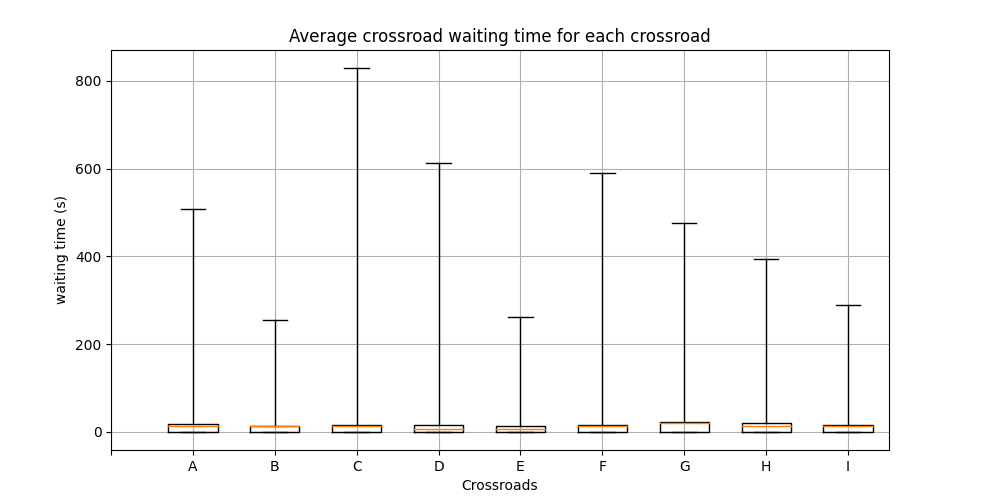 Average crossroad waiting time for each crossroad
waiting time (s)
800
600
400
200
0
A B C D E F G H I
Crossroads